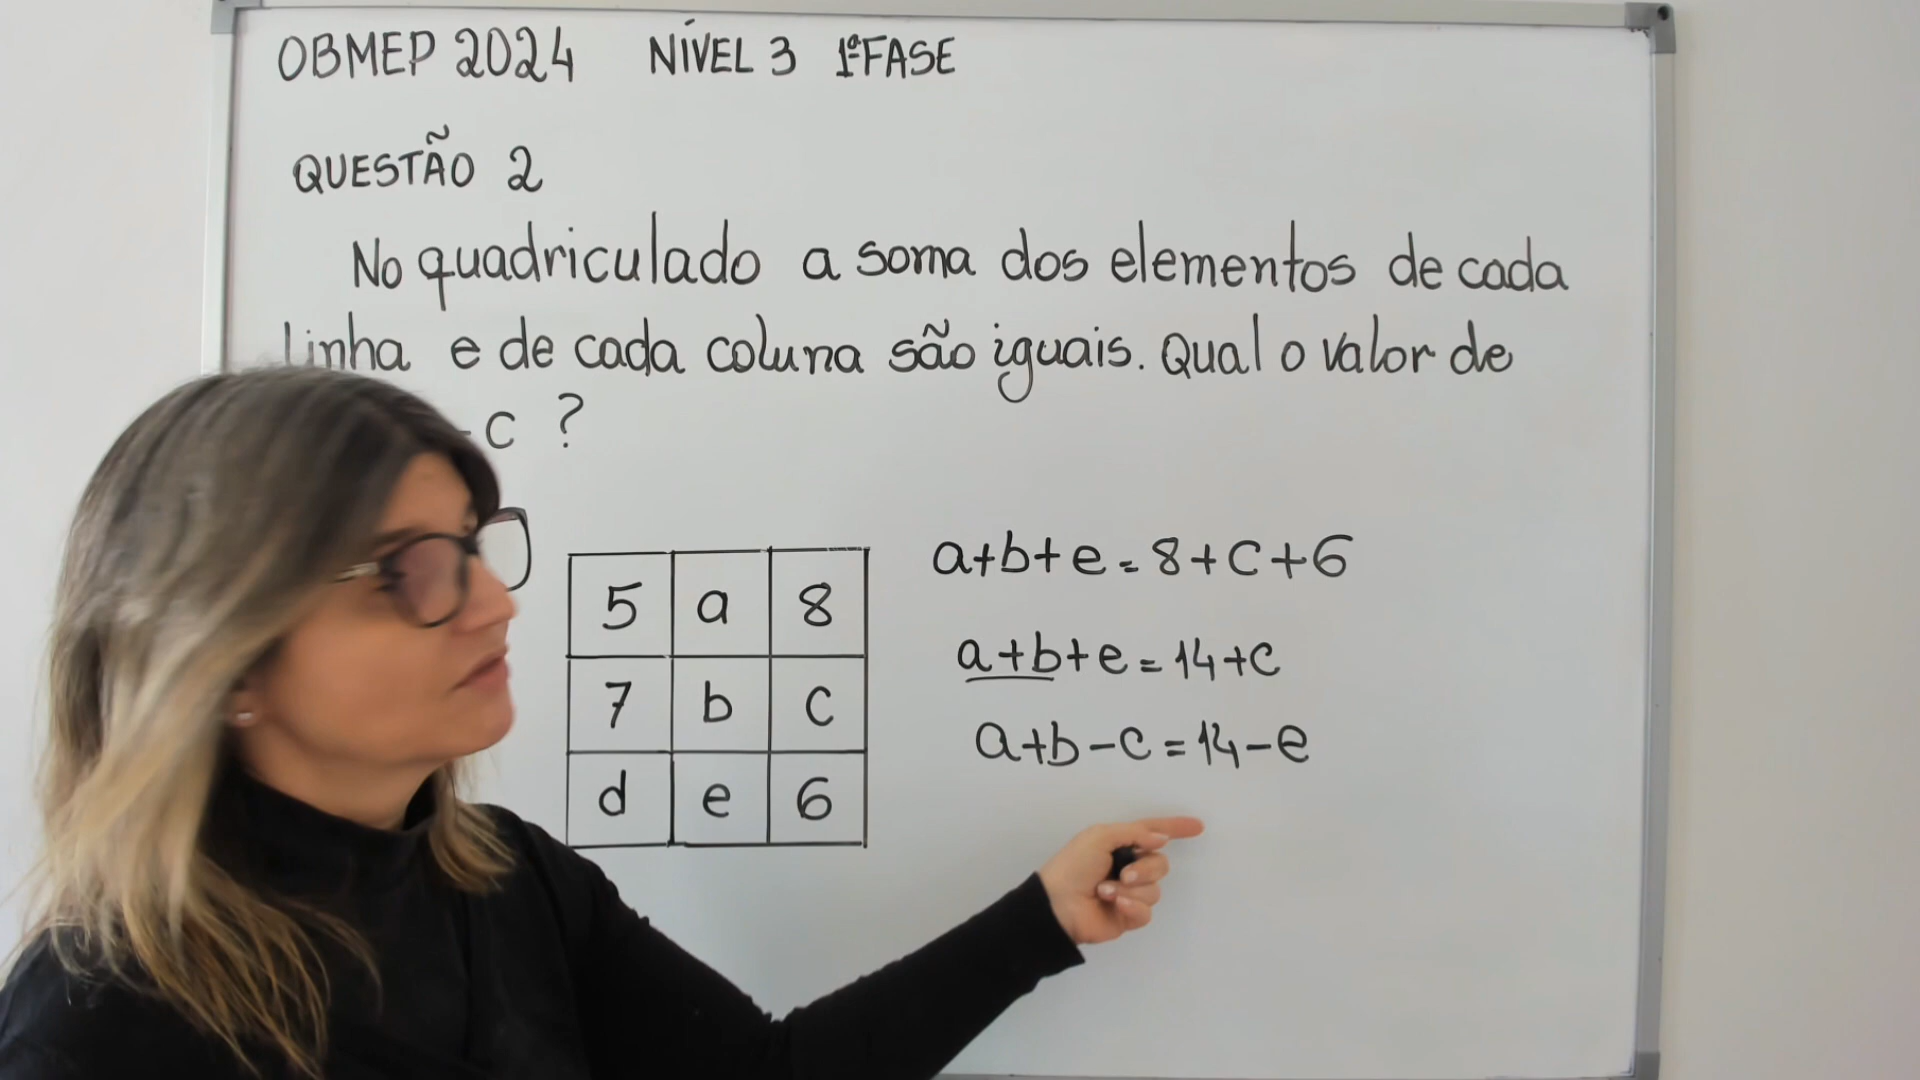 OBMEP 2024 NÍVEL 3 1ªFASE
QUESTÃO 2
No quadriculado a soma dos elementos de cada
linha e de cada coluna são iguais. Qual o valor de
-c ?
5 a 8
7 b c
d e 6
a+b+e=8+c+6
a+b+e=14+c
a+b-c=14-e